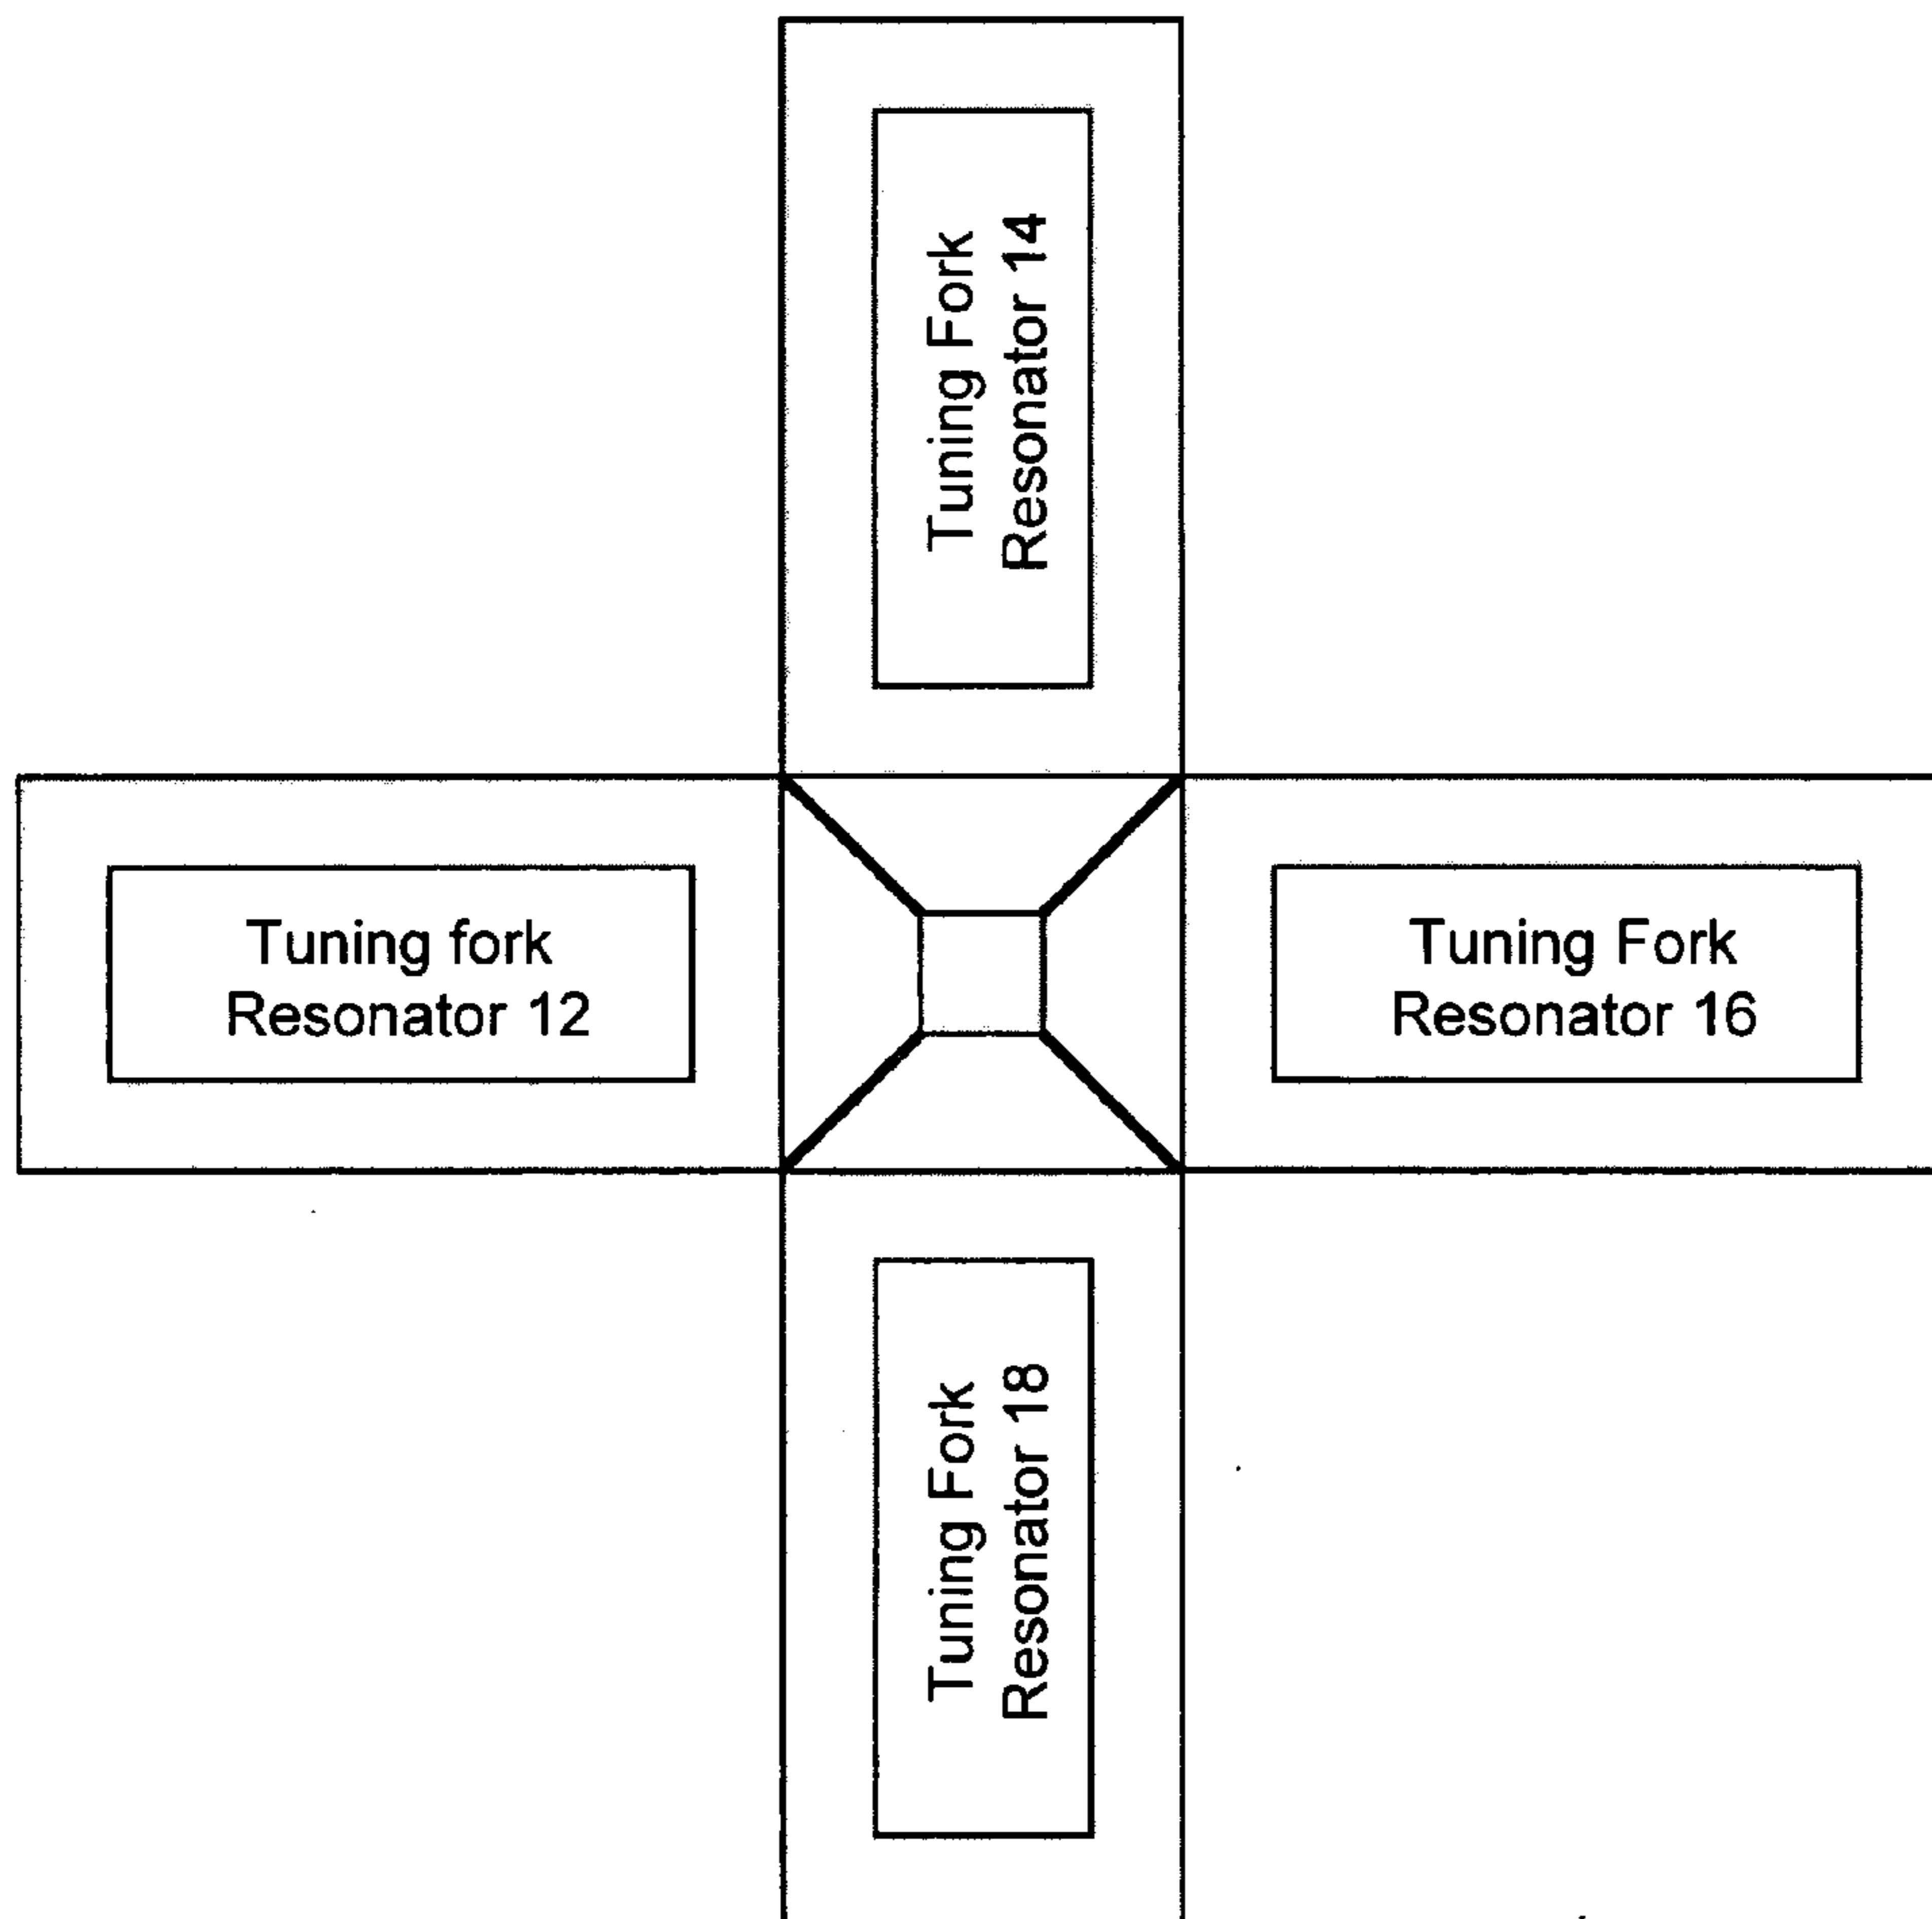 Tuning Fork
Resonator 14
Tuning fork
Resonator 12
Tuning Fork
Resonator 16
Tuning Fork
Resonator 18